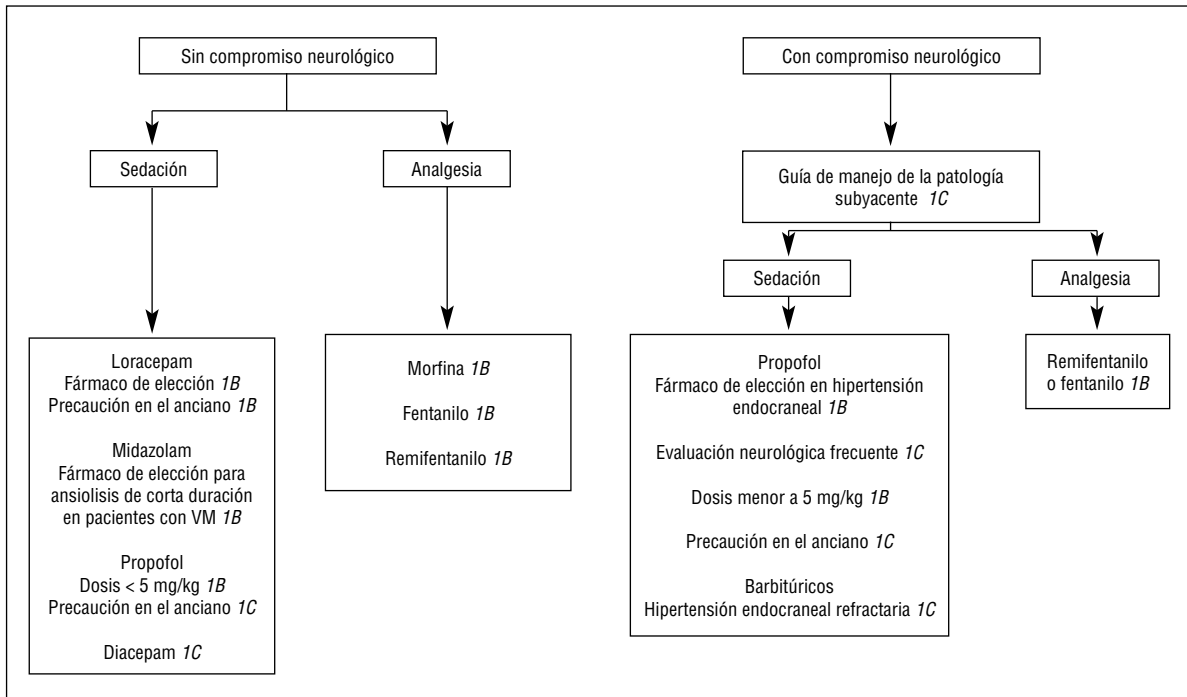 Sin compromiso neurológico
Sedación
Analgesia
Loracepam
Fármaco de elección 1B
Precaución en el anciano 1B
Midazolam
Fármaco de elección para
ansiolisis de corta duración
en pacientes con VM 1B
Propofol
Dosis < 5 mg/kg 1B
Precaución en el anciano 1C
Diacepam 1C
Morfina 1B
Fentanilo 1B
Remifentanilo 1B
Con compromiso neurológico
Guía de manejo de la patología
subyacente 1C
Sedación
Analgesia
Propofol
Fármaco de elección en hipertensión
endocraneal 1B
Evaluación neurológica frecuente 1C
Dosis menor a 5 mg/kg 1B
Precaución en el anciano 1C
Barbitúricos
Hipertensión endocraneal refractaria 1C
Remifentanilo
o fentanilo 1B